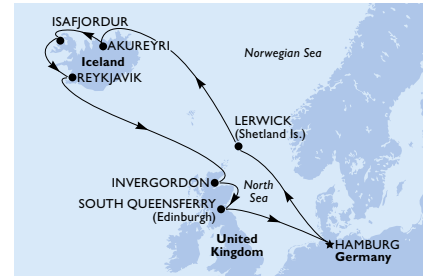 ISAFJORDUR
AKUREYRI
Iceland
REYKJAVIK
Norwegian Sea
LERWICK
(Shetland Is.)
INVERGORDON
North
Sea
SOUTH QUEENSFERRY
(Edinburgh)
United
Kingdom
HAMBURG
Germany